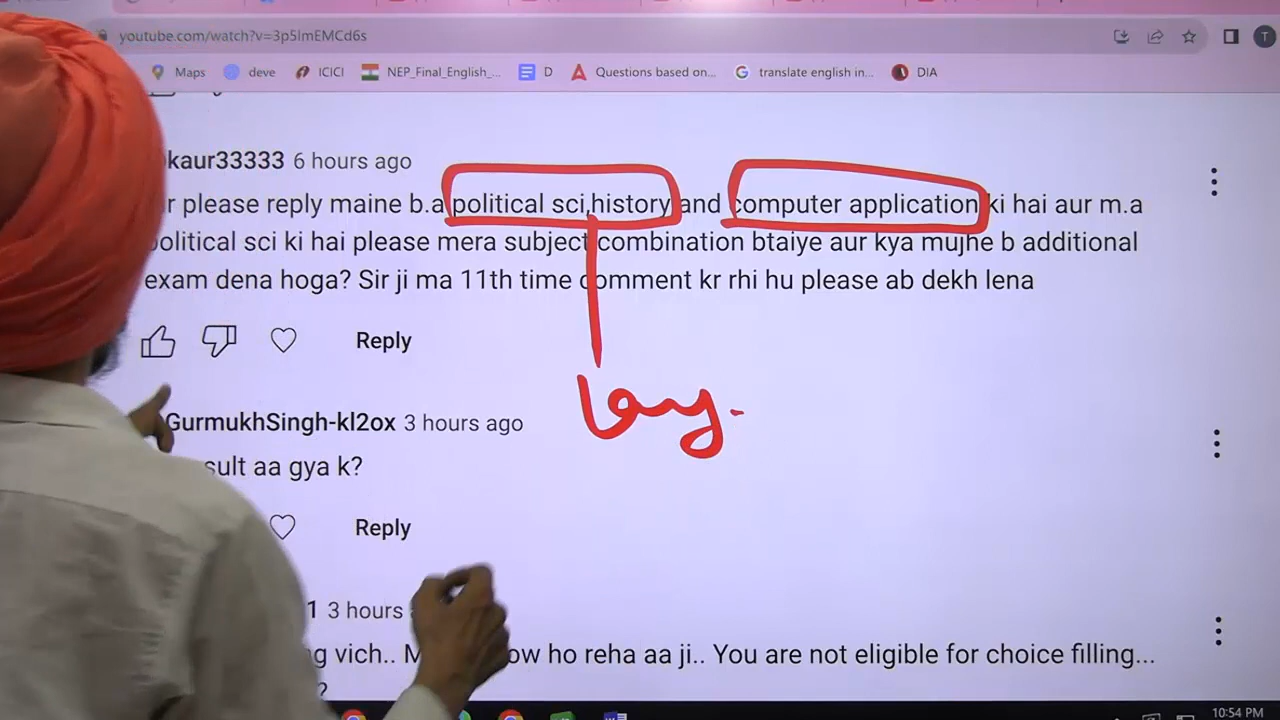 youtube.com/watch?v=3p5lmEMCd6s
T
Maps deve ICICI NEP_Final_English_... D Questions based on... translate english in... DIA
kaur33333 6 hours ago
r please reply maine b.a political sci,history and computer application ki hai aur m.a
political sci ki hai please mera subject combination btaiye aur kya mujhe b additional
exam dena hoga? Sir ji ma 11th time comment kr rhi hu please ab dekh lena
Reply
GurmukhSingh-kl2ox 3 hours ago
sult aa gya k?
Reply
1 3 hours
g vich.. M ow ho reha aa ji.. You are not eligible for choice filling...
?
10:54 PM